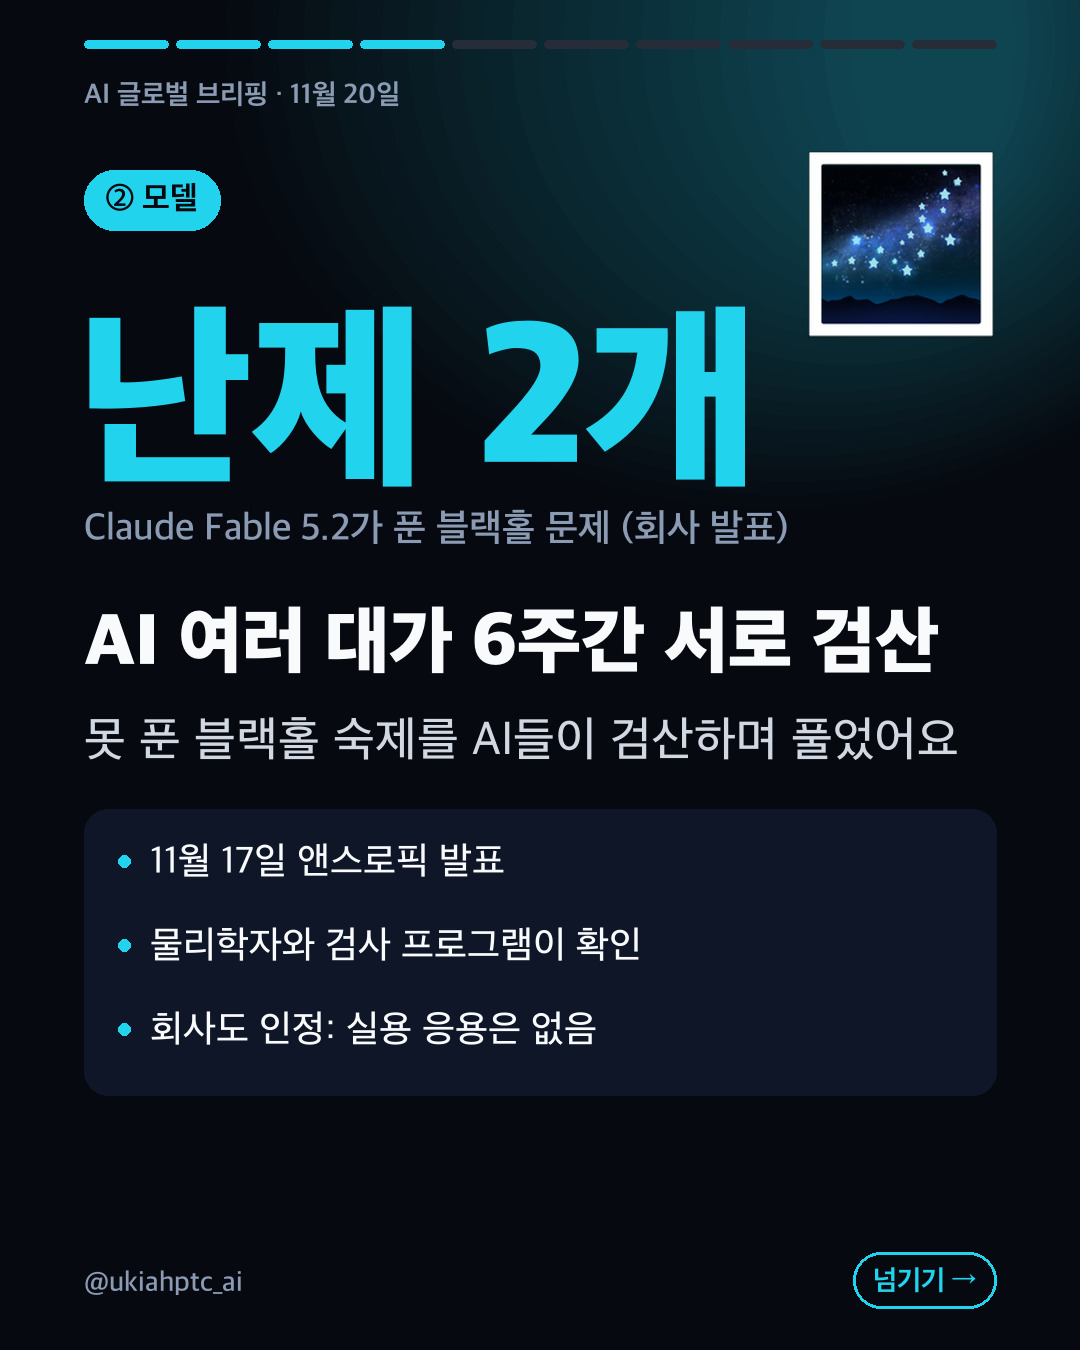 AI 글로벌 브리핑 · 11월 20일
② 모델
난제 2개
Claude Fable 5.2가 푼 블랙홀 문제 (회사 발표)
AI 여러 대가 6주간 서로 검산
못 푼 블랙홀 숙제를 AI들이 검산하며 풀었어요
• 11월 17일 앤스로픽 발표
• 물리학자와 검사 프로그램이 확인
• 회사도 인정: 실용 응용은 없음
@ukiahptc_ai
넘기기 →